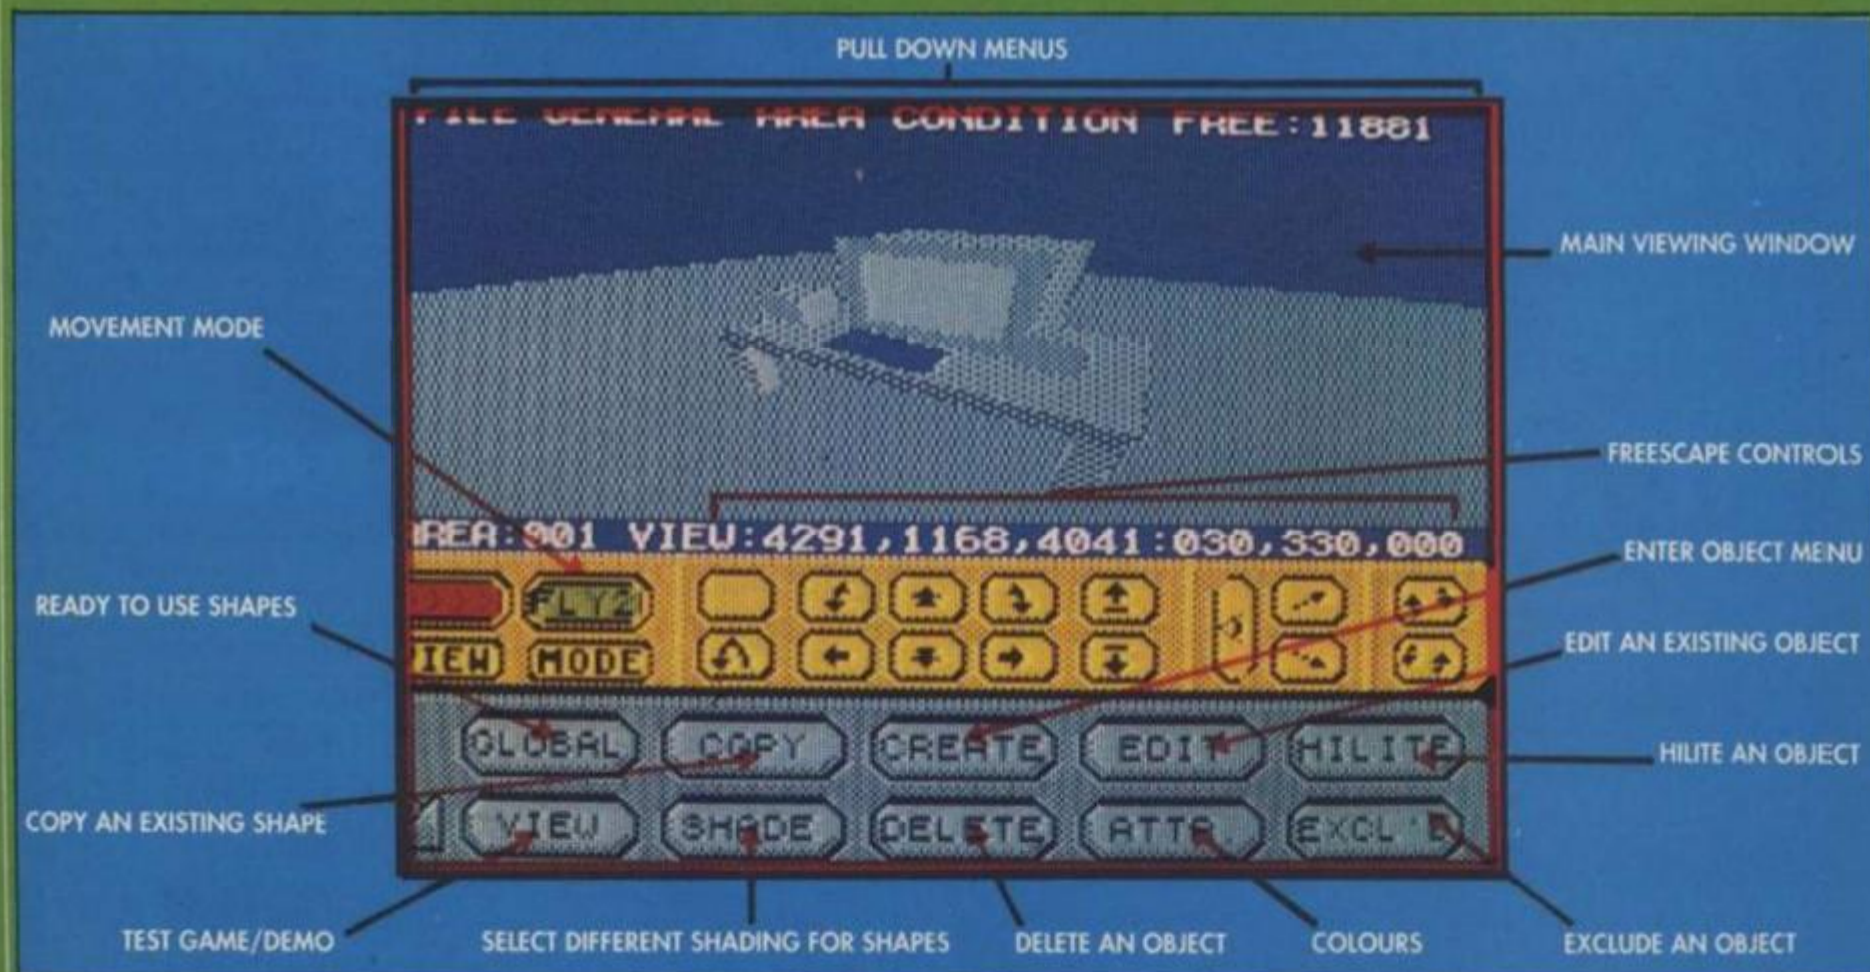 PULL DOWN MENUS
FILE GENERAL AREA CONDITION FREE:11881
MAIN VIEWING WINDOW
MOVEMENT MODE
FREESCAPE CONTROLS
AREA:001 VIEW:4291,1168,4041:030,330,000
ENTER OBJECT MENU
READY TO USE SHAPES
FLY2
EDIT AN EXISTING OBJECT
IEW MODE
GLOBAL COPY CREATE EDIT HILITE
HILITE AN OBJECT
COPY AN EXISTING SHAPE
VIEW SHADE DELETE ATTR. EXCL'E
TEST GAME/DEMO
SELECT DIFFERENT SHADING FOR SHAPES
DELETE AN OBJECT
COLOURS
EXCLUDE AN OBJECT